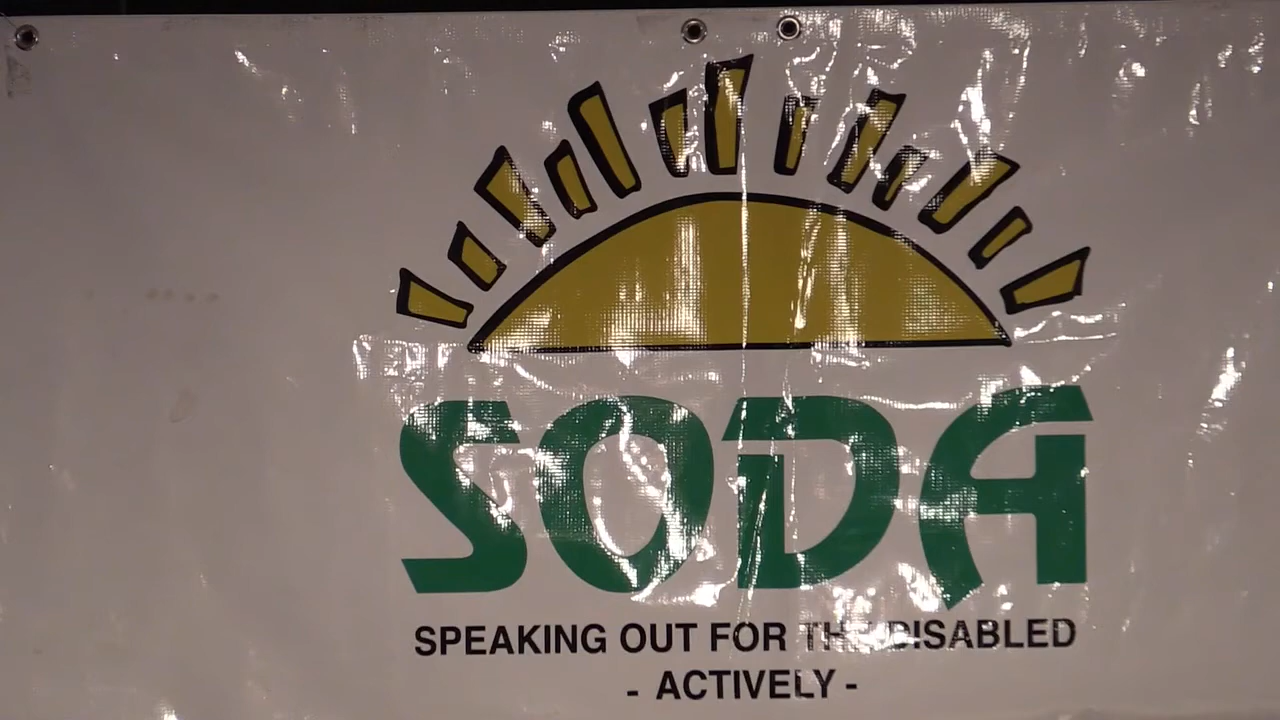 SODA
SPEAKING OUT FOR THE DISABLED
- ACTIVELY -